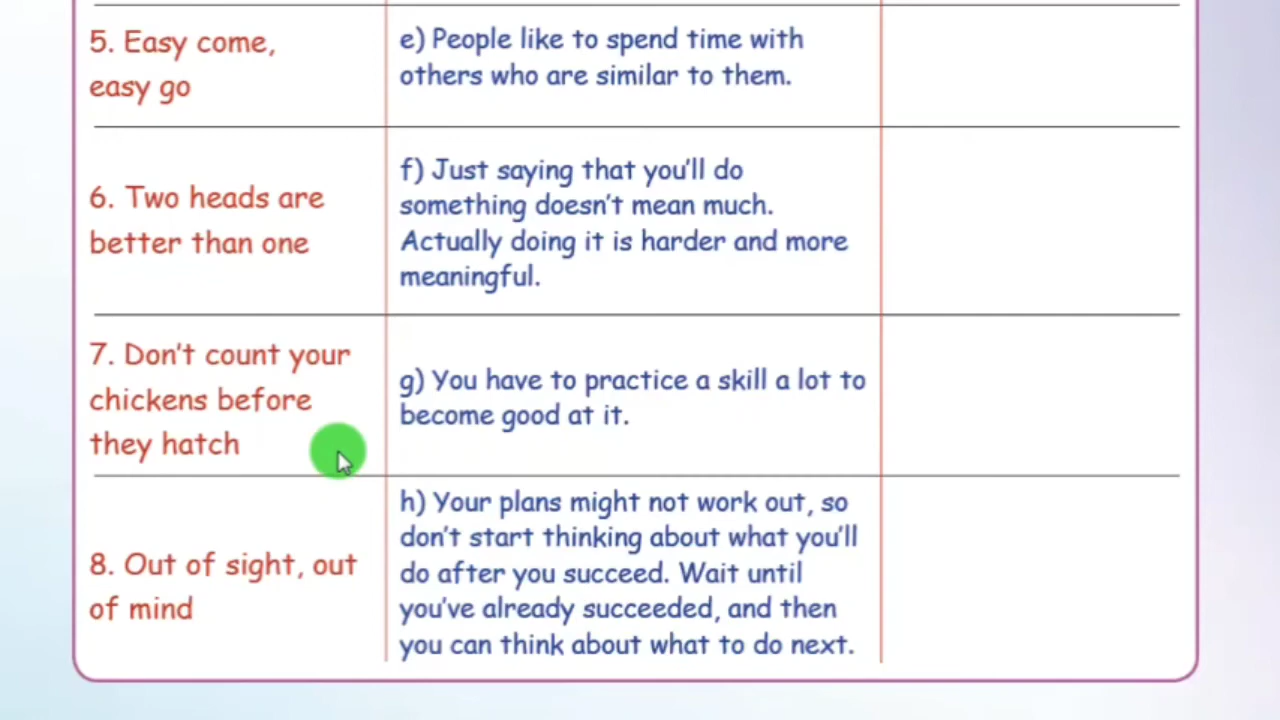 5. Easy come,
easy go
e) People like to spend time with
others who are similar to them.
6. Two heads are
better than one
f) Just saying that you'll do
something doesn't mean much.
Actually doing it is harder and more
meaningful.
7. Don't count your
chickens before
they hatch
g) You have to practice a skill a lot to
become good at it.
8. Out of sight, out
of mind
h) Your plans might not work out, so
don't start thinking about what you'll
do after you succeed. Wait until
you've already succeeded, and then
you can think about what to do next.